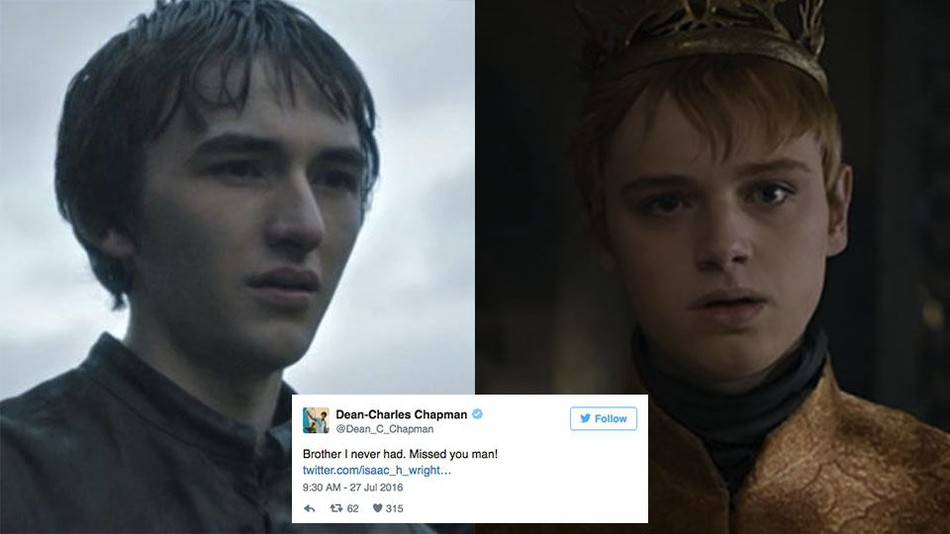 Dean-Charles Chapman
@Dean_C_Chapman
Follow
Brother I never had. Missed you man!
twitter.com/isaac_h_wright…
9:30 AM - 27 Jul 2016
62 315